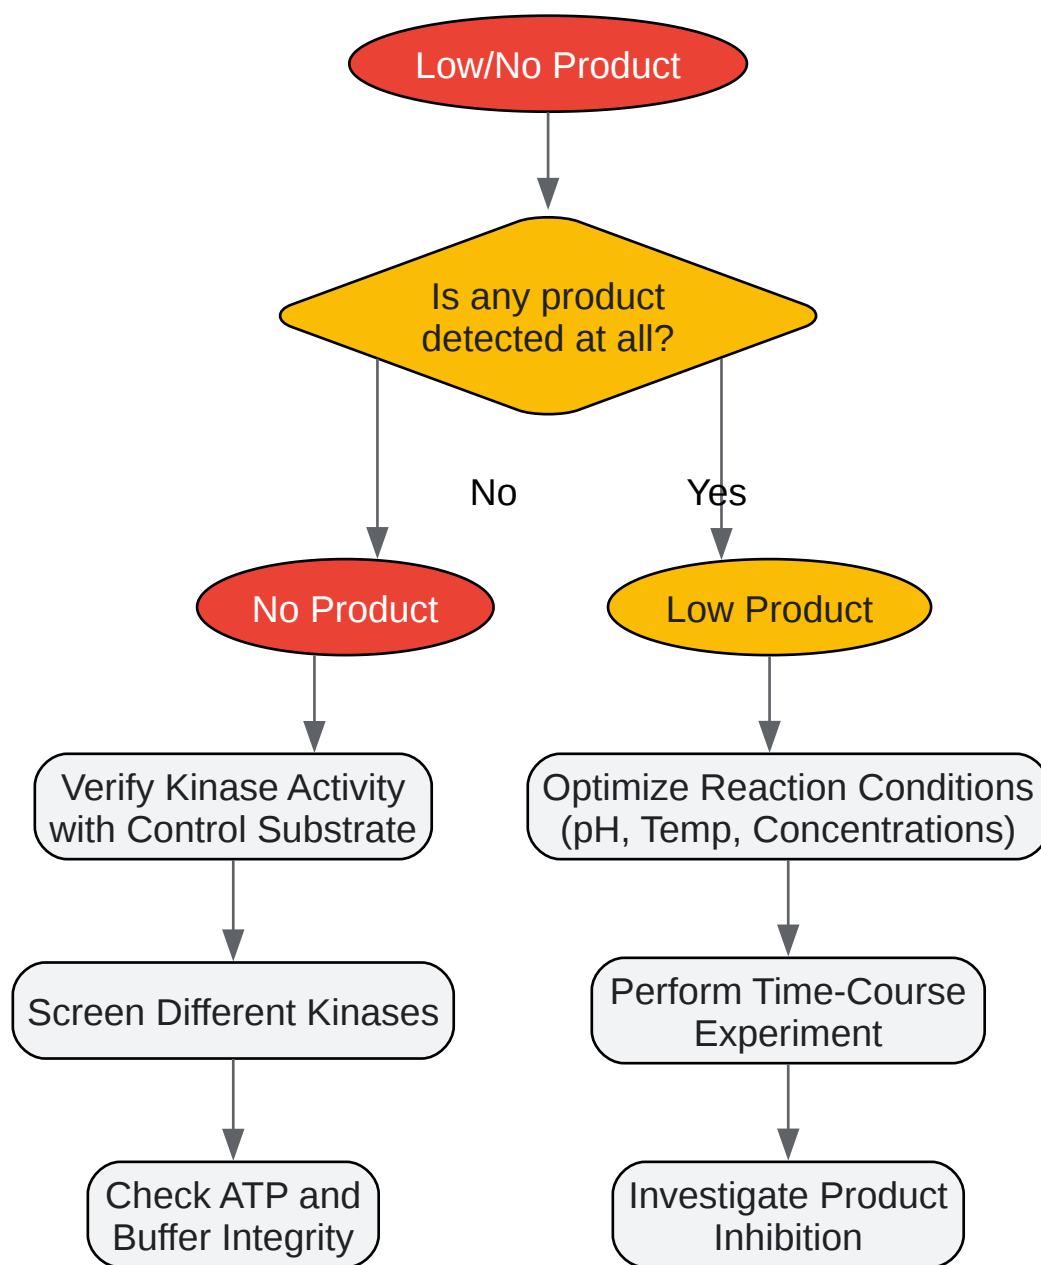 Low/No Product
Is any product
detected at all?
No
Yes
No Product
Low Product
Verify Kinase Activity
with Control Substrate
Optimize Reaction Conditions
(pH, Temp, Concentrations)
Screen Different Kinases
Perform Time-Course
Experiment
Check ATP and
Buffer Integrity
Investigate Product
Inhibition